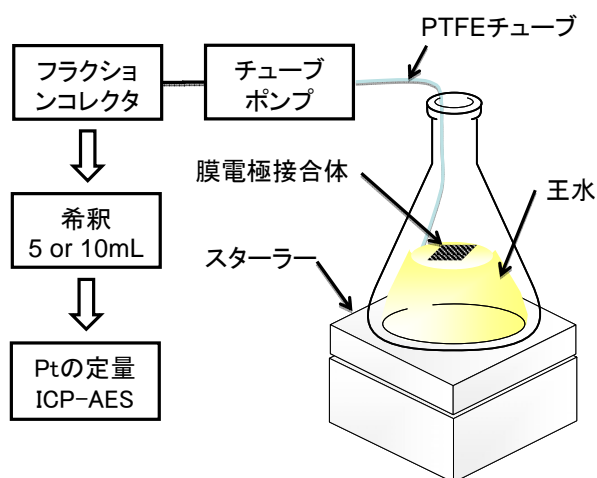 PTFEチューブ
フラクショ
ンコレクタ
チューブ
ポンプ
膜電極接合体
王水
希釈
5 or 10mL
スターラー
Ptの定量
ICP-AES